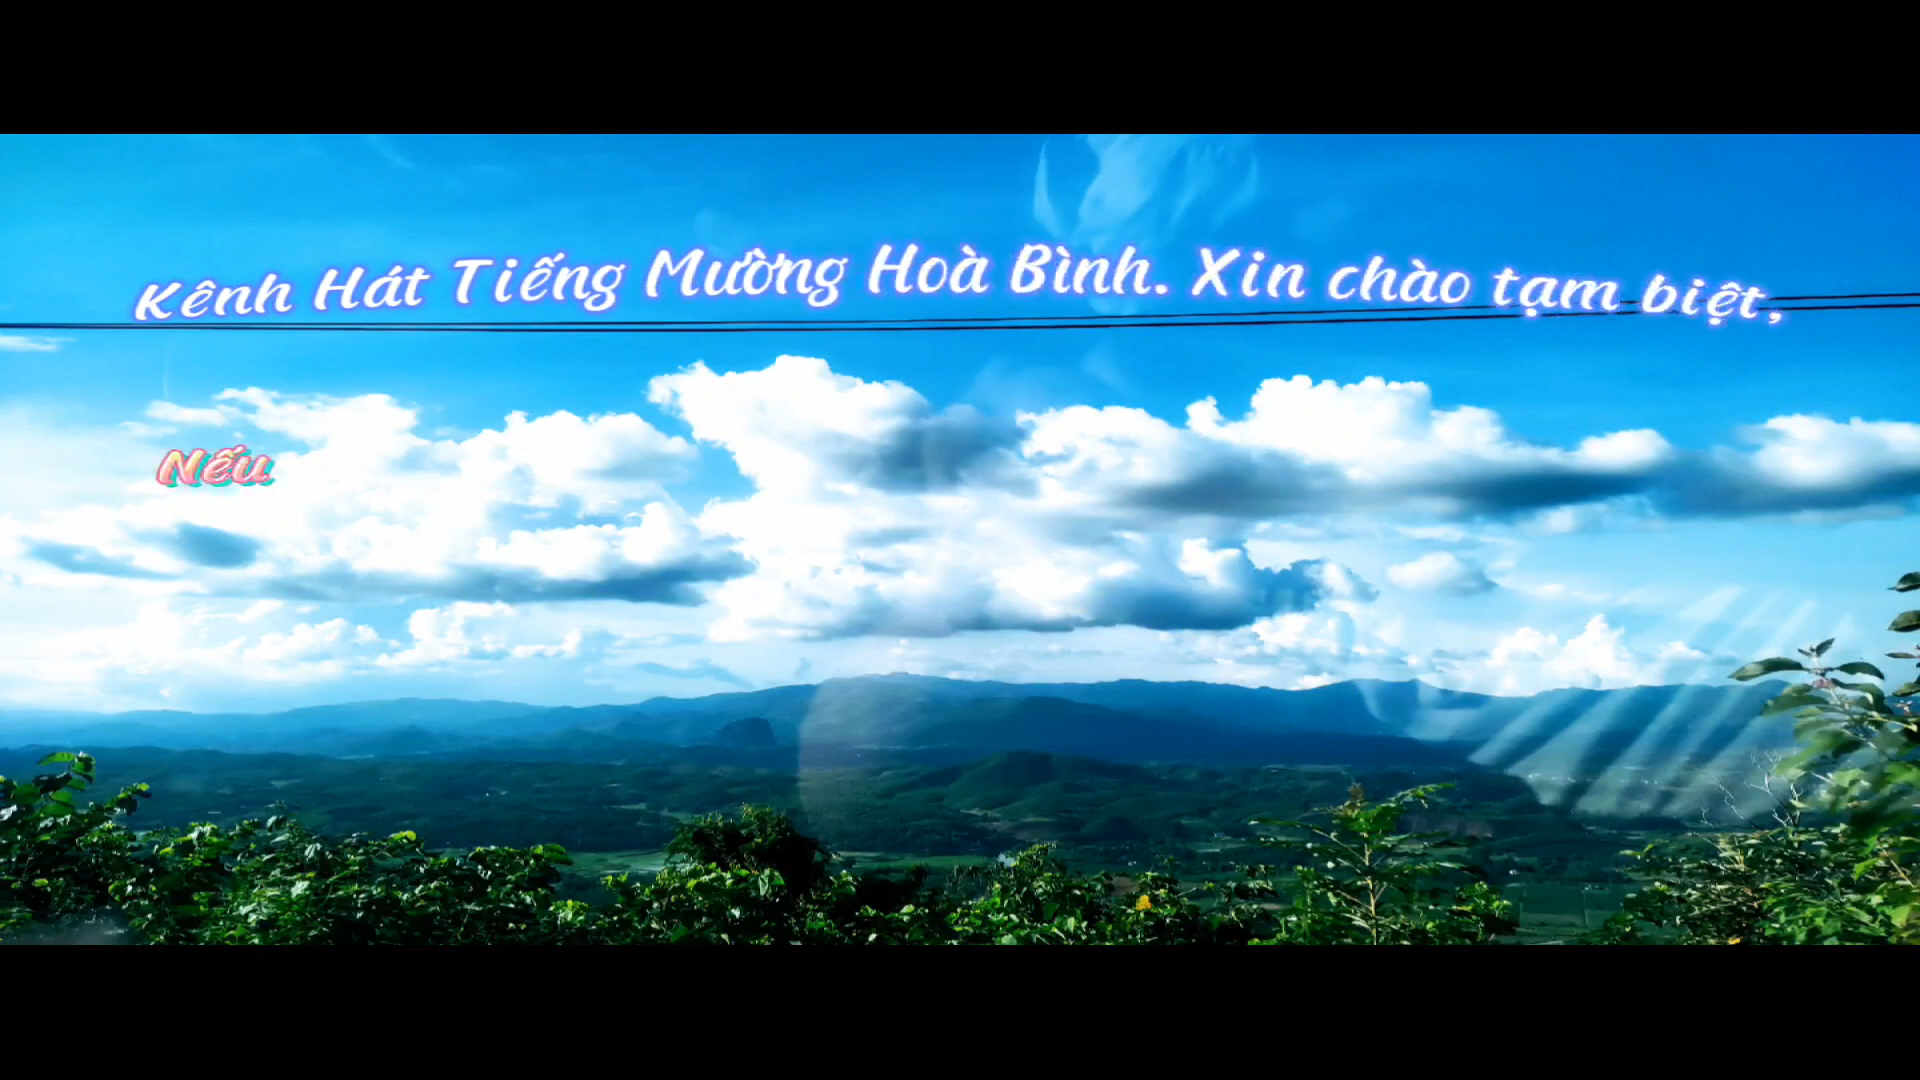 Kênh Hát Tiếng Mường Hoà Bình. Xin chào tạm biệt,
Nếu